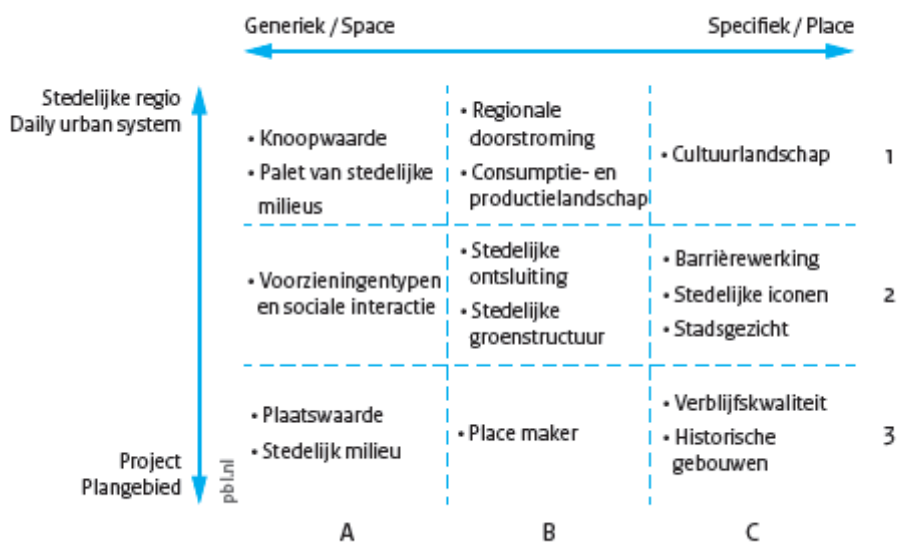 Generiek / Space
Specifiek / Place
Stedelijke regio
Daily urban system
• Knoopwaarde
• Palet van stedelijke
milieus
• Regionale
doorstroming
• Consumptie- en
productielandschap
• Cultuurlandschap
1
• Voorzieningentypen
en sociale interactie
• Stedelijke
ontsluiting
• Stedelijke
groenstructuur
• Barrièrewerking
• Stedelijke iconen
• Stadsgezicht
2
• Plaatswaarde
• Stedelijk milieu
• Place maker
• Verblijfskwaliteit
• Historische
gebouwen
3
Project
Plangebied
pbl.nl
A
B
C